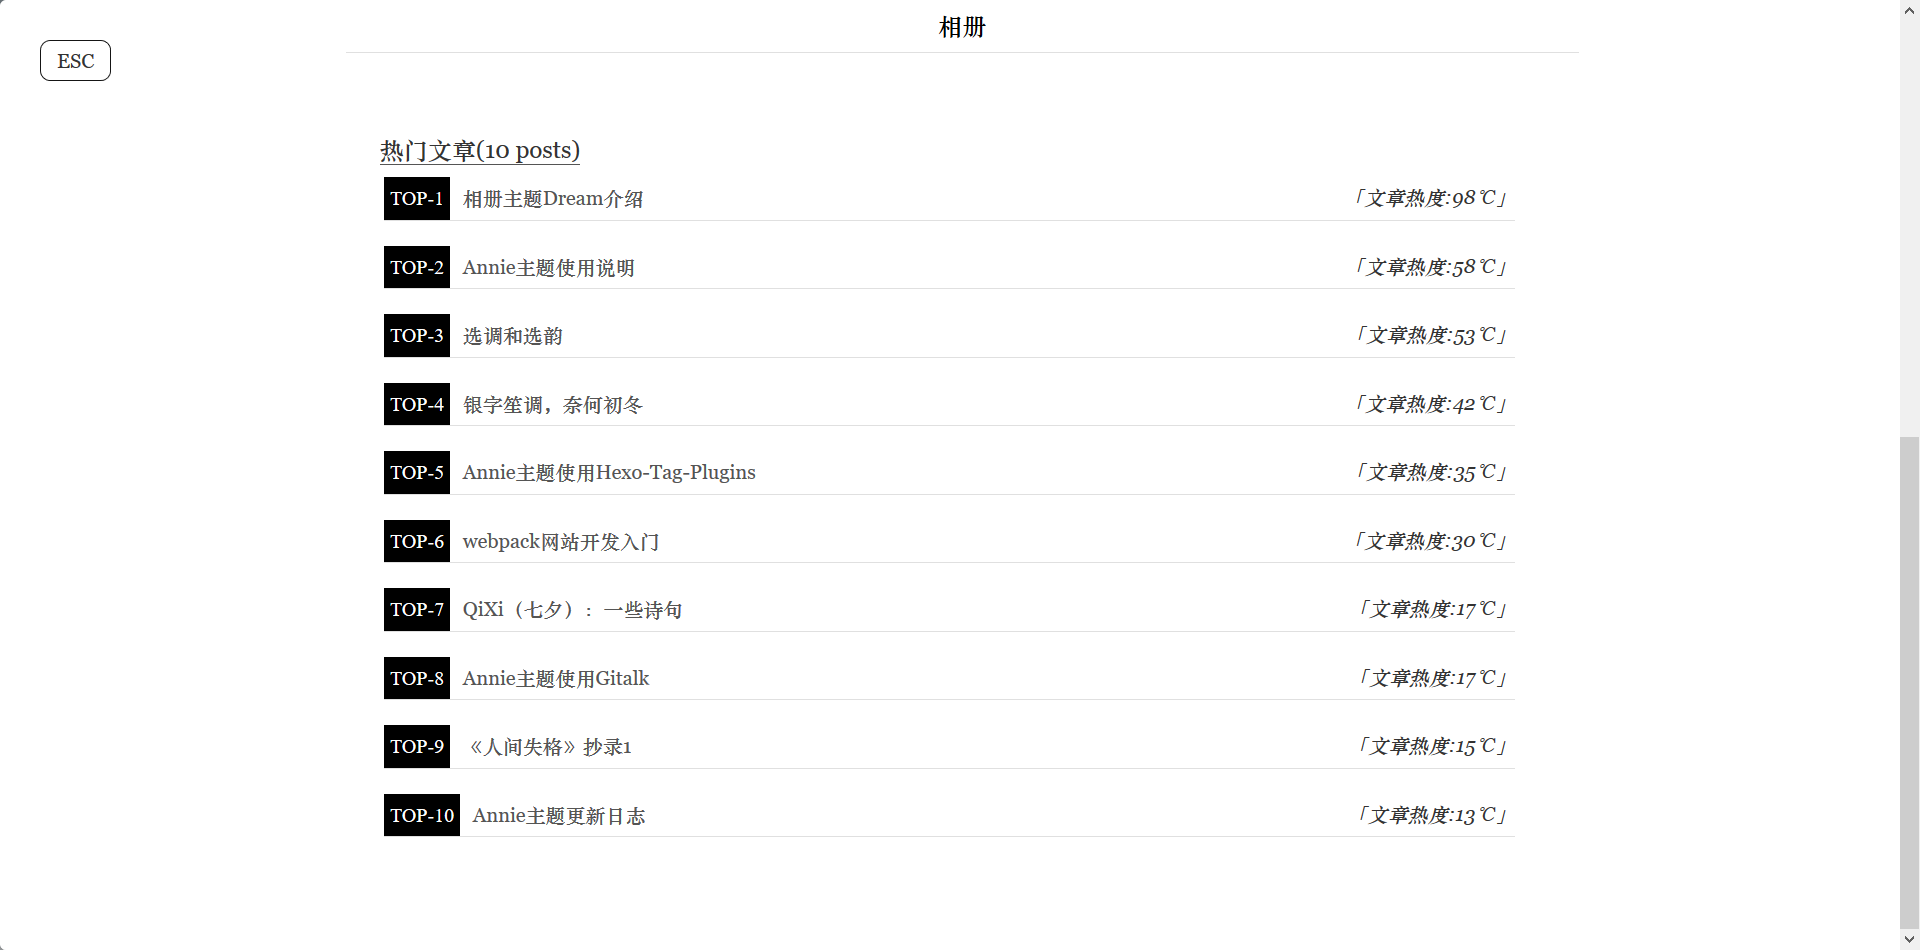 相册
ESC
热门文章(10 posts)
TOP-1 相册主题Dream介绍 「文章热度:98℃」
TOP-2 Annie主题使用说明 「文章热度:58℃」
TOP-3 选调和选韵 「文章热度:53℃」
TOP-4 银字笙调，奈何初冬 「文章热度:42℃」
TOP-5 Annie主题使用Hexo-Tag-Plugins 「文章热度:35℃」
TOP-6 webpack网站开发入门 「文章热度:30℃」
TOP-7 QiXi（七夕）：一些诗句 「文章热度:17℃」
TOP-8 Annie主题使用Gitalk 「文章热度:17℃」
TOP-9 《人间失格》抄录1 「文章热度:15℃」
TOP-10 Annie主题更新日志 「文章热度:13℃」